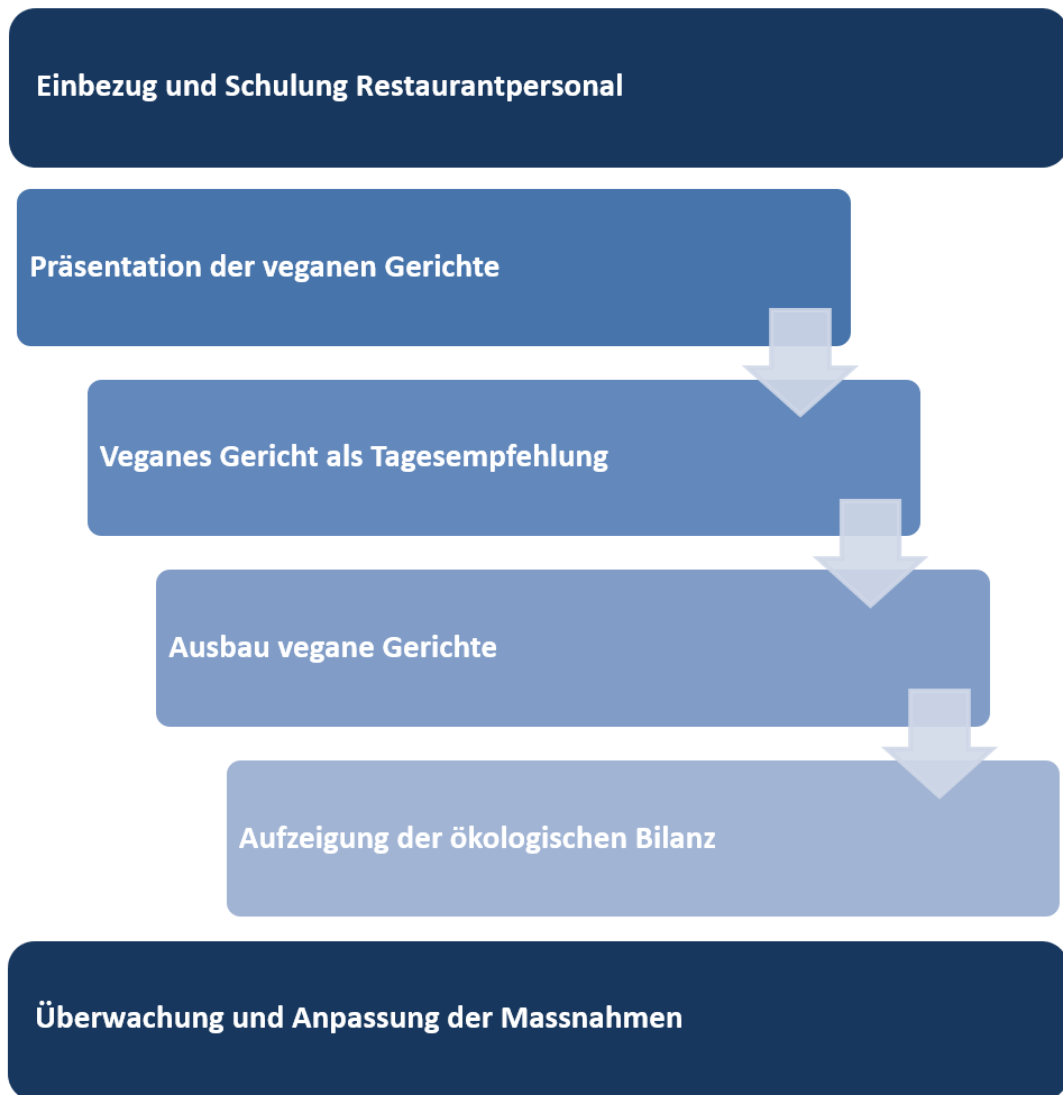 Einbezug und Schulung Restaurantpersonal
Präsentation der veganen Gerichte
Veganes Gericht als Tagesempfehlung
Ausbau vegane Gerichte
Aufzeigung der ökologischen Bilanz
Überwachung und Anpassung der Massnahmen